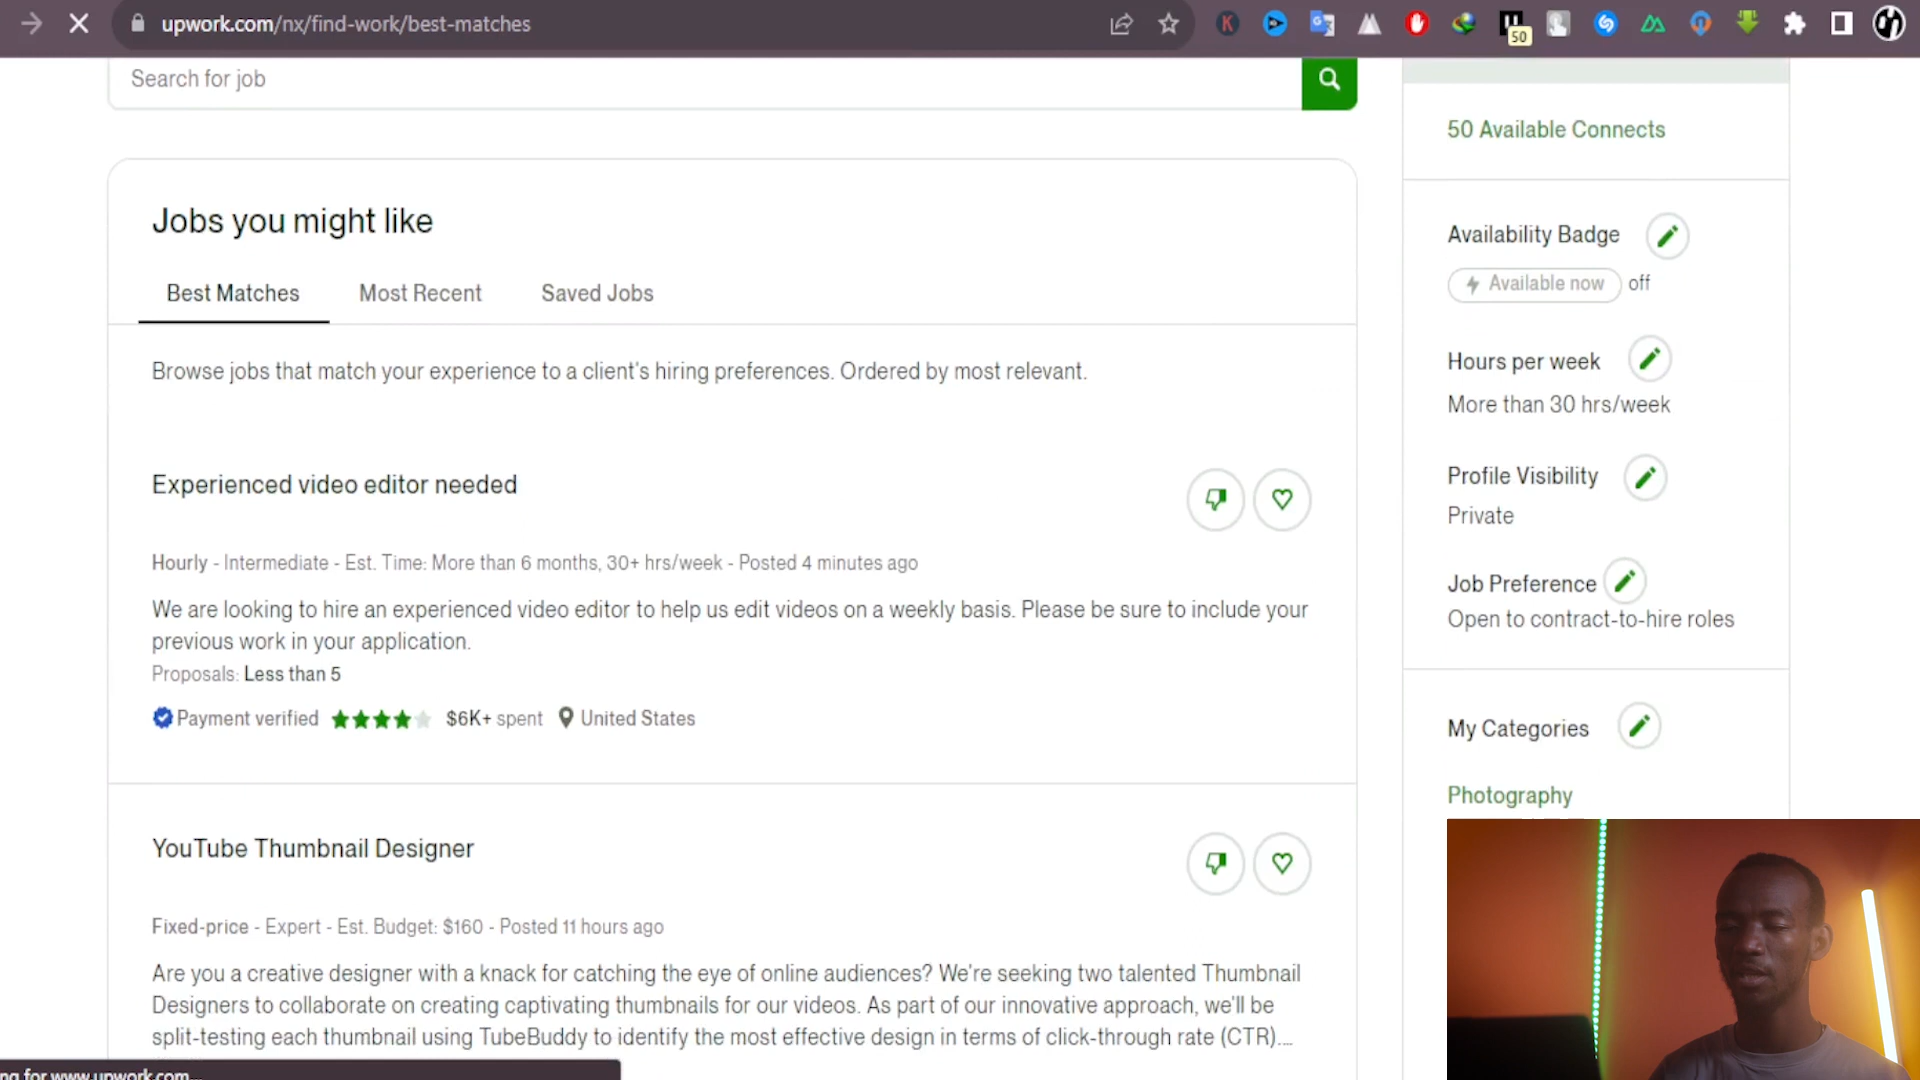 upwork.com/nx/find-work/best-matches
50
Search for job
50 Available Connects
Jobs you might like
Availability Badge
Available now off
Best Matches Most Recent Saved Jobs
Hours per week
More than 30 hrs/week
Browse jobs that match your experience to a client's hiring preferences. Ordered by most relevant.
Profile Visibility
Private
Experienced video editor needed
Hourly - Intermediate - Est. Time: More than 6 months, 30+ hrs/week - Posted 4 minutes ago
Job Preference
Open to contract-to-hire roles
We are looking to hire an experienced video editor to help us edit videos on a weekly basis. Please be sure to include your
previous work in your application.
Proposals: Less than 5
Payment verified $6K+ spent United States
My Categories
Photography
YouTube Thumbnail Designer
Fixed-price - Expert - Est. Budget: $160 - Posted 11 hours ago
Are you a creative designer with a knack for catching the eye of online audiences? We're seeking two talented Thumbnail
Designers to collaborate on creating captivating thumbnails for our videos. As part of our innovative approach, we'll be
split-testing each thumbnail using TubeBuddy to identify the most effective design in terms of click-through rate (CTR)....
ng for www.upwork.com...